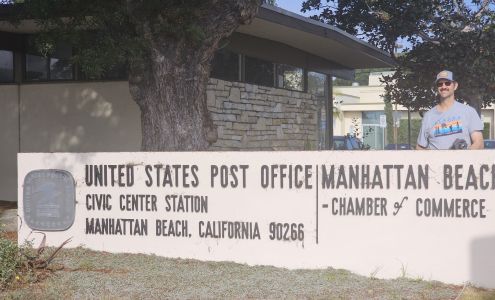 UNITED STATES POST OFFICE
CIVIC CENTER STATION
MANHATTAN BEACH, CALIFORNIA 90266
MANHATTAN BEACH
-CHAMBER of COMMERCE